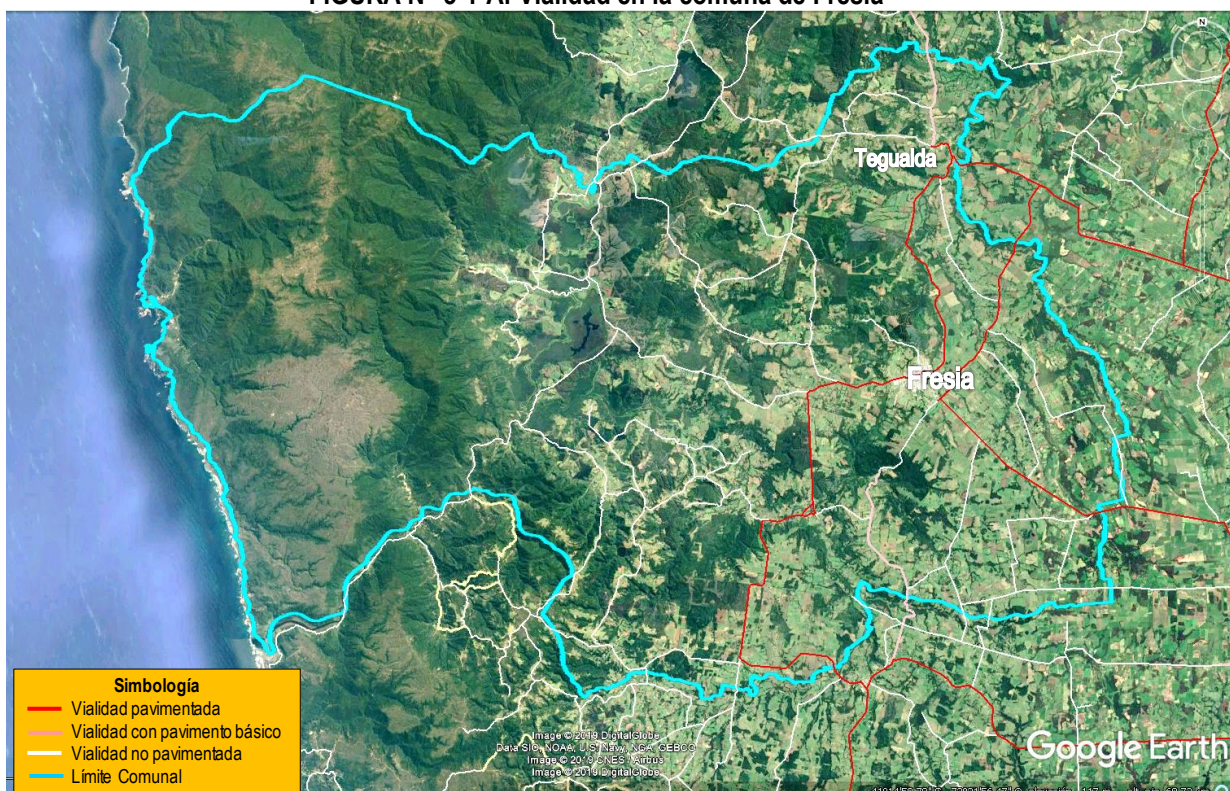 Tegualda
Fresia
Simbología
Vialidad pavimentada
Vialidad con pavimento básico
Vialidad no pavimentada
Límite Comunal
Image © 2019 DigitalGlobe
Data SIO, NOAA, U.S. Navy, NGA, GEBCO
Image © 2019 CNES / Airbus
Image © 2019 DigitalGlobe
Google Earth
N